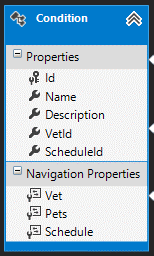 Condition
Properties
Id
Name
Description
VetId
ScheduleId
Navigation Properties
Vet
Pets
Schedule